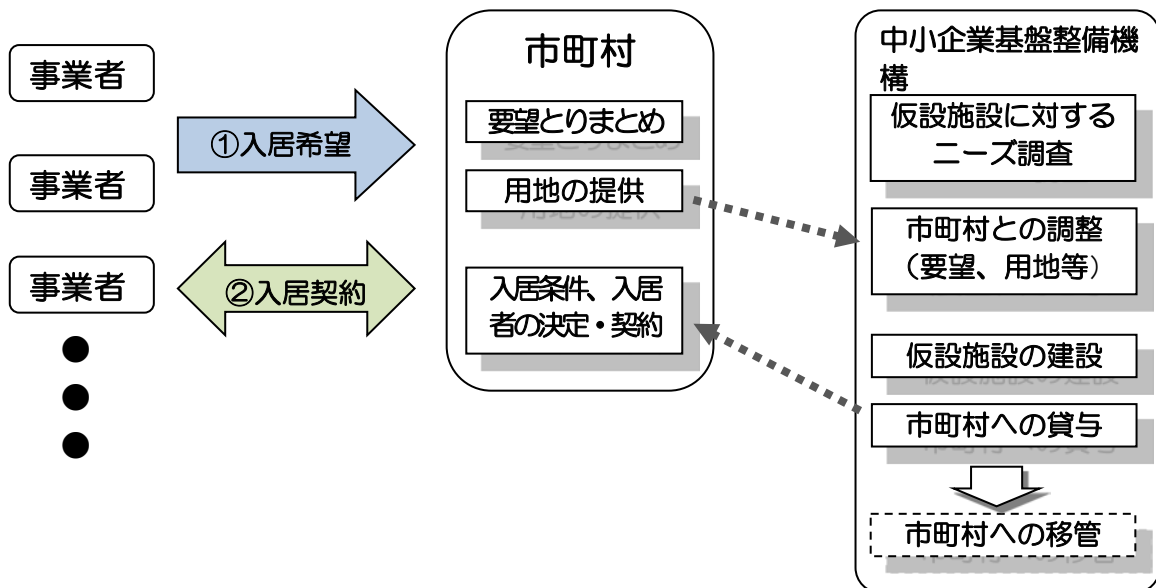 事業者
事業者
事業者
①入居希望
②入居契約
市町村
要望とりまとめ
用地の提供
入居条件、入居
者の決定・契約
中小企業基盤整備機
構
仮設施設に対する
ニーズ調査
市町村との調整
（要望、用地等）
仮設施設の建設
市町村への貸与
市町村への移管